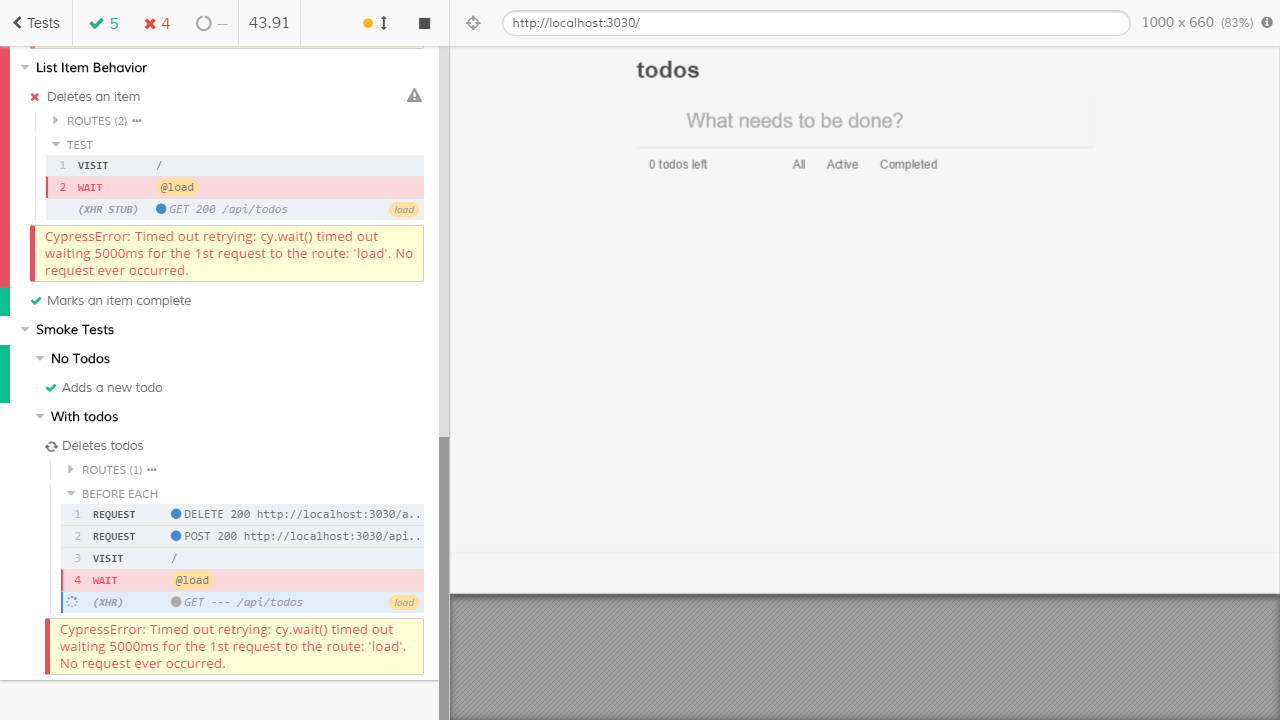 Tests
5
4
--
43.91
http://localhost:3030/
1000 x 660 (83%)
List Item Behavior
Deletes an item
ROUTES (2)
TEST
1 VISIT /
2 WAIT @load
(XHR STUB) GET 200 /api/todos load
CypressError: Timed out retrying: cy.wait() timed out
waiting 5000ms for the 1st request to the route: 'load'. No
request ever occurred.
Marks an item complete
Smoke Tests
No Todos
Adds a new todo
With todos
Deletes todos
ROUTES (1)
BEFORE EACH
1 REQUEST DELETE 200 http://localhost:3030/a..
2 REQUEST POST 200 http://localhost:3030/api..
3 VISIT /
4 WAIT @load
(XHR) GET --- /api/todos load
CypressError: Timed out retrying: cy.wait() timed out
waiting 5000ms for the 1st request to the route: 'load'.
No request ever occurred.
todos
What needs to be done?
0 todos left All Active Completed